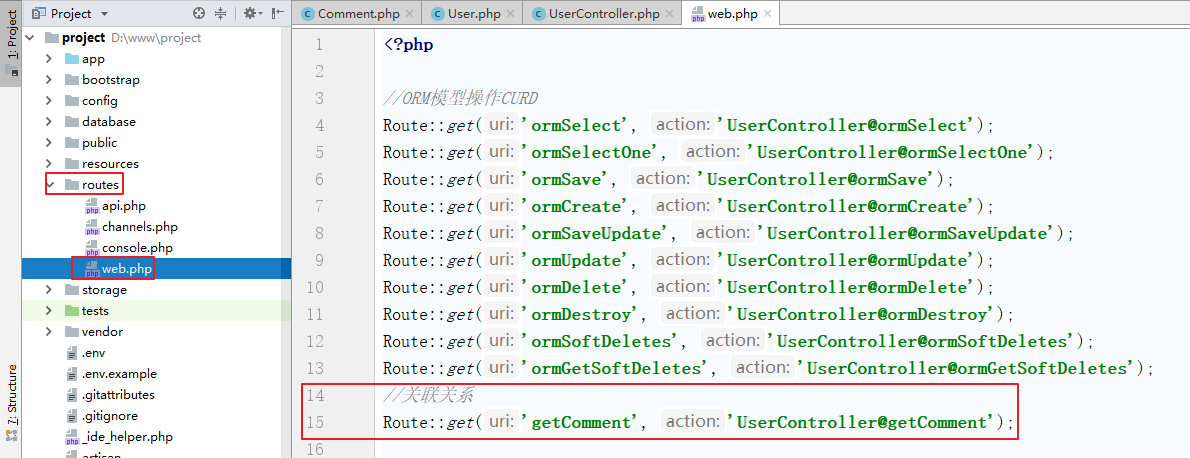 Project
Comment.php
User.php
UserController.php
web.php
1: Project
7: Structure
project D:\www\project
app
bootstrap
config
database
public
resources
routes
api.php
channels.php
console.php
web.php
storage
tests
vendor
.env
.env.example
.gitattributes
.gitignore
_ide_helper.php
artisan
1 <?php
2
3 //ORM模型操作CURD
4 Route::get( uri: 'ormSelect', action: 'UserController@ormSelect');
5 Route::get( uri: 'ormSelectOne', action: 'UserController@ormSelectOne');
6 Route::get( uri: 'ormSave', action: 'UserController@ormSave');
7 Route::get( uri: 'ormCreate', action: 'UserController@ormCreate');
8 Route::get( uri: 'ormSaveUpdate', action: 'UserController@ormSaveUpdate');
9 Route::get( uri: 'ormUpdate', action: 'UserController@ormUpdate');
10 Route::get( uri: 'ormDelete', action: 'UserController@ormDelete');
11 Route::get( uri: 'ormDestroy', action: 'UserController@ormDestroy');
12 Route::get( uri: 'ormSoftDeletes', action: 'UserController@ormSoftDeletes');
13 Route::get( uri: 'ormGetSoftDeletes', action: 'UserController@ormGetSoftDeletes');
14 //关联关系
15 Route::get( uri: 'getComment', action: 'UserController@getComment');
16